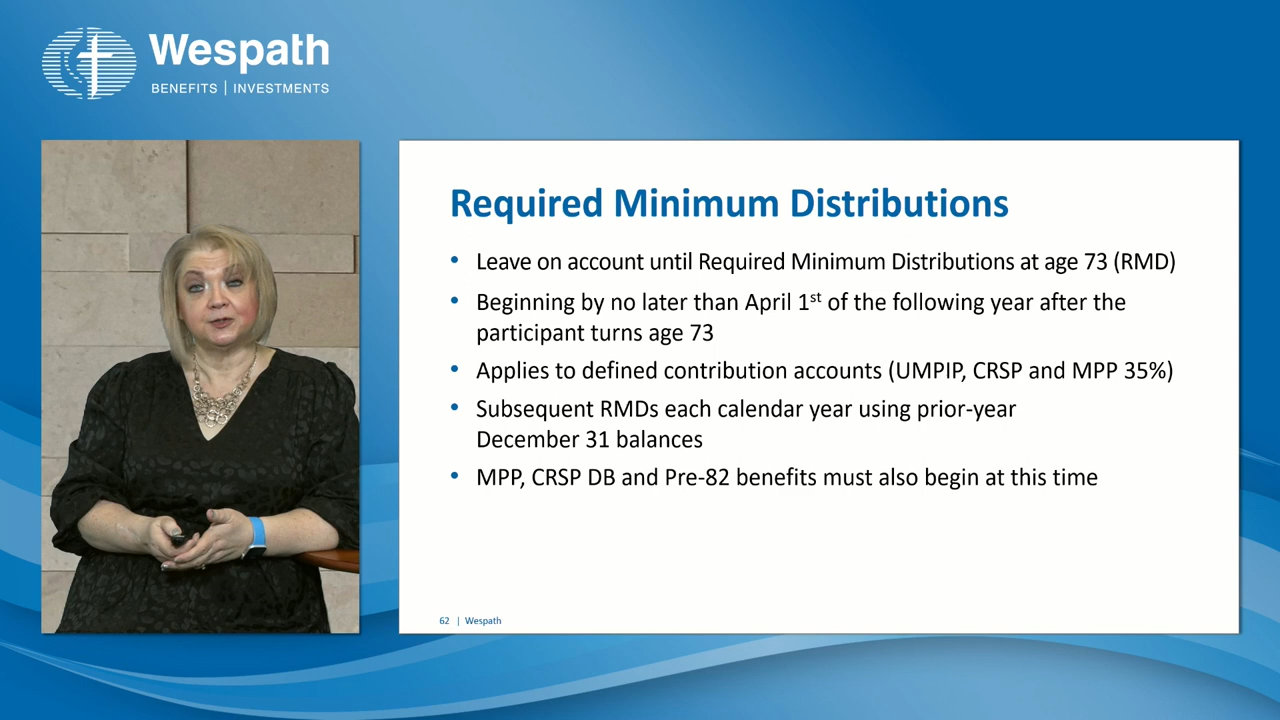 Wespath
BENEFITS | INVESTMENTS
Required Minimum Distributions
• Leave on account until Required Minimum Distributions at age 73 (RMD)
• Beginning by no later than April 1st of the following year after the
participant turns age 73
• Applies to defined contribution accounts (UMPIP, CRSP and MPP 35%)
• Subsequent RMDs each calendar year using prior-year
December 31 balances
• MPP, CRSP DB and Pre-82 benefits must also begin at this time
62 | Wespath